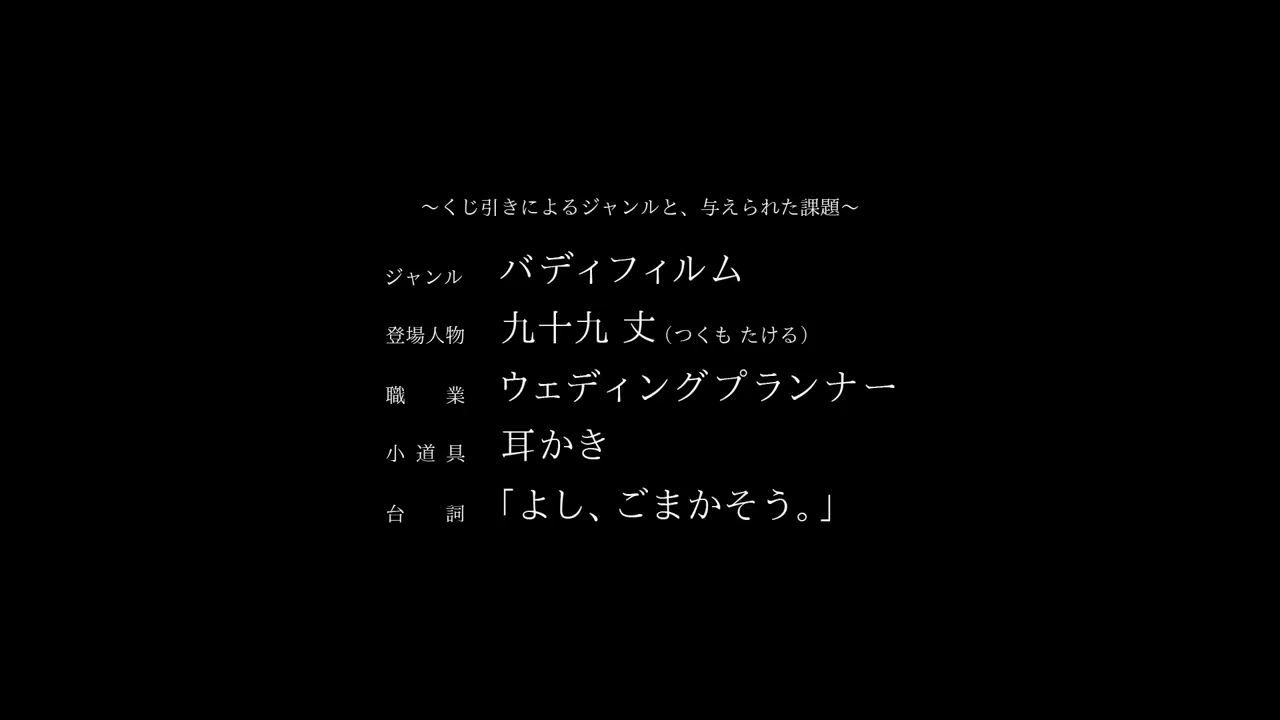 ～くじ引きによるジャンルと、与えられた課題～
ジャンル バディフィルム
登場人物 九十九 丈（つくも たける）
職業 ウェディングプランナー
小道具 耳かき
台詞 「よし、ごまかそう。」